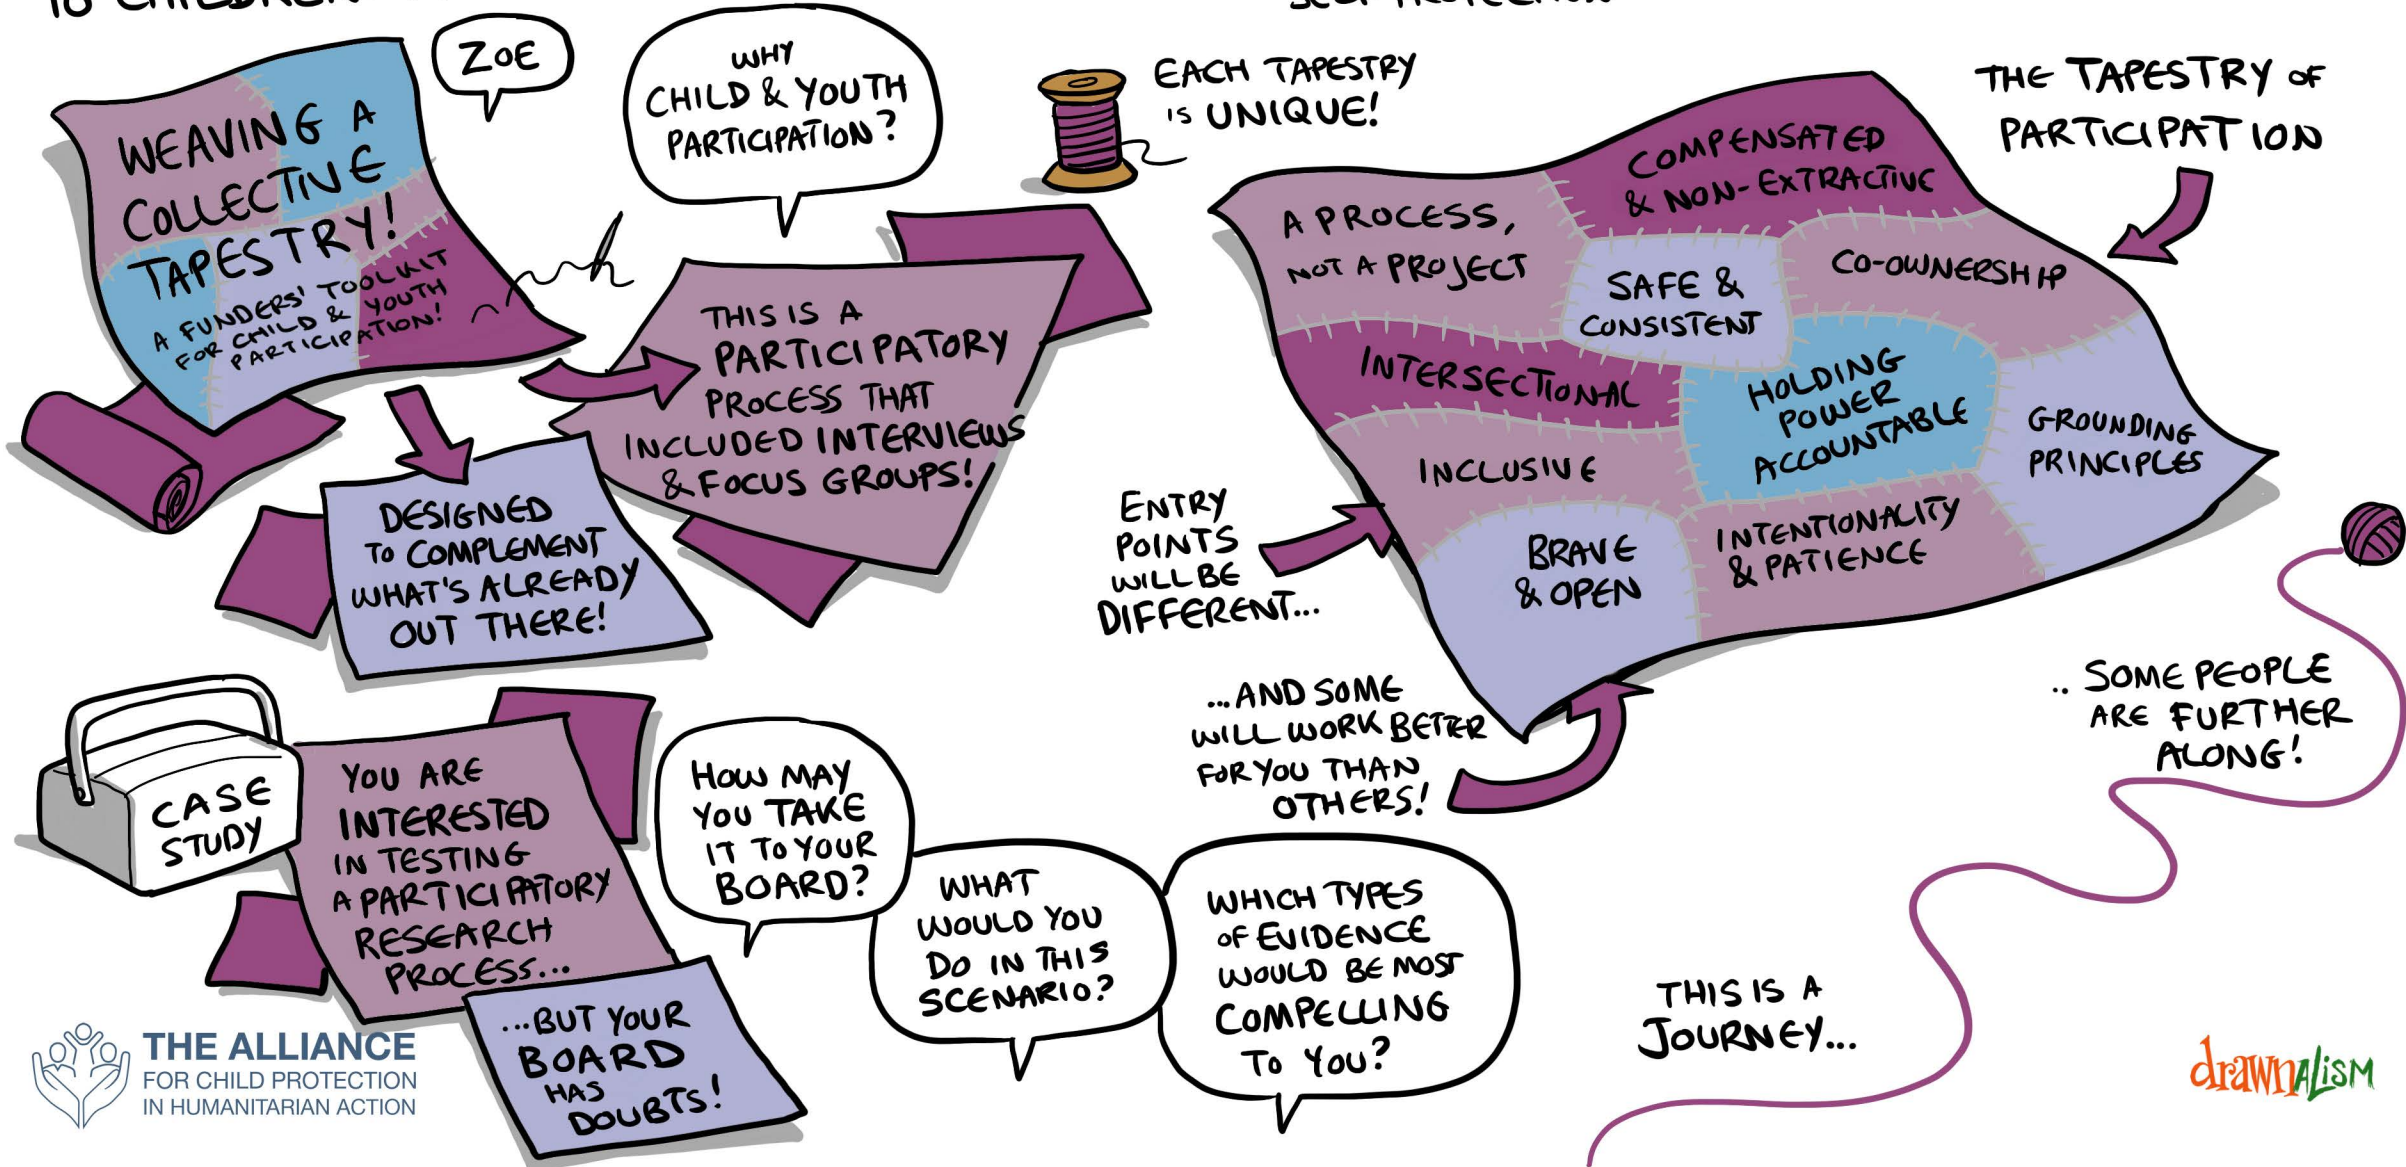 TO CHILDREN
SELF PROTECTION
ZOE
WEAVING A
COLLECTIVE
TAPESTRY!
A FUNDERS' TOOLKIT
FOR CHILD & YOUTH
PARTICIPATION!
WHY
CHILD & YOUTH
PARTICIPATION?
THIS IS A
PARTICIPATORY
PROCESS THAT
INCLUDED INTERVIEWS
& FOCUS GROUPS!
DESIGNED
TO COMPLEMENT
WHAT'S ALREADY
OUT THERE!
EACH TAPESTRY
IS UNIQUE!
THE TAPESTRY OF
PARTICIPATION
A PROCESS,
NOT A PROJECT
COMPENSATED
& NON-EXTRACTIVE
SAFE &
CONSISTENT
CO-OWNERSHIP
INTERSECTIONAL
HOLDING
POWER
ACCOUNTABLE
GROUNDING
PRINCIPLES
INCLUSIVE
BRAVE
& OPEN
INTENTIONALITY
& PATIENCE
ENTRY
POINTS
WILL BE
DIFFERENT...
...AND SOME
WILL WORK BETTER
FOR YOU THAN
OTHERS!
.. SOME PEOPLE
ARE FURTHER
ALONG!
THIS IS A
JOURNEY...
CASE
STUDY
YOU ARE
INTERESTED
IN TESTING
A PARTICIPATORY
RESEARCH
PROCESS...
...BUT YOUR
BOARD
HAS
DOUBTS!
HOW MAY
YOU TAKE
IT TO YOUR
BOARD?
WHAT
WOULD YOU
DO IN THIS
SCENARIO?
WHICH TYPES
OF EVIDENCE
WOULD BE MOST
COMPELLING
TO YOU?
THE ALLIANCE
FOR CHILD PROTECTION
IN HUMANITARIAN ACTION
drawnalism